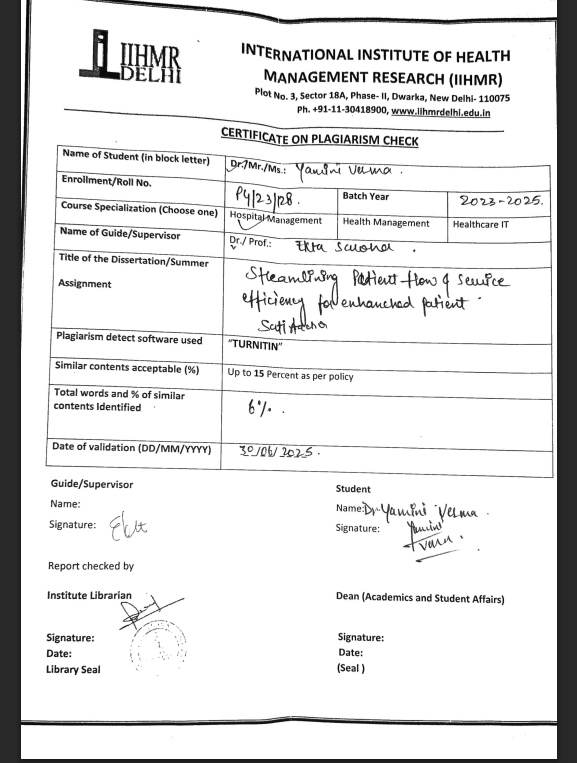 IIHMR
DELHI
INTERNATIONAL INSTITUTE OF HEALTH
MANAGEMENT RESEARCH (IIHMR)
Plot No. 3, Sector 18A, Phase- II, Dwarka, New Delhi- 110075
Ph. +91-11-30418900, www.iihmrdelhi.edu.in
CERTIFICATE ON PLAGIARISM CHECK
Name of Student (in block letter) Dr./Mr./Ms.: Yamini Verma.
Enrollment/Roll No. Batch Year 2023-2025.
Course Specialization (Choose one) Hospital Management Health Management Healthcare IT
Name of Guide/Supervisor Dr./ Prof.: Ekta
Title of the Dissertation/Summer
Assignment
Streamlining Patient flow & service
efficiency for enhanched patient
Plagiarism detect software used "TURNITIN"
Similar contents acceptable (%) Up to 15 Percent as per policy
Total words and % of similar
contents Identified
6%.
Date of validation (DD/MM/YYYY) 30/06/2025.
Guide/Supervisor
Name:
Signature:
Student
Name: Dr. Yamini Verma.
Signature: Yamini
Report checked by
Institute Librarian
Dean (Academics and Student Affairs)
Signature:
Date:
Library Seal
Signature:
Date:
(Seal )